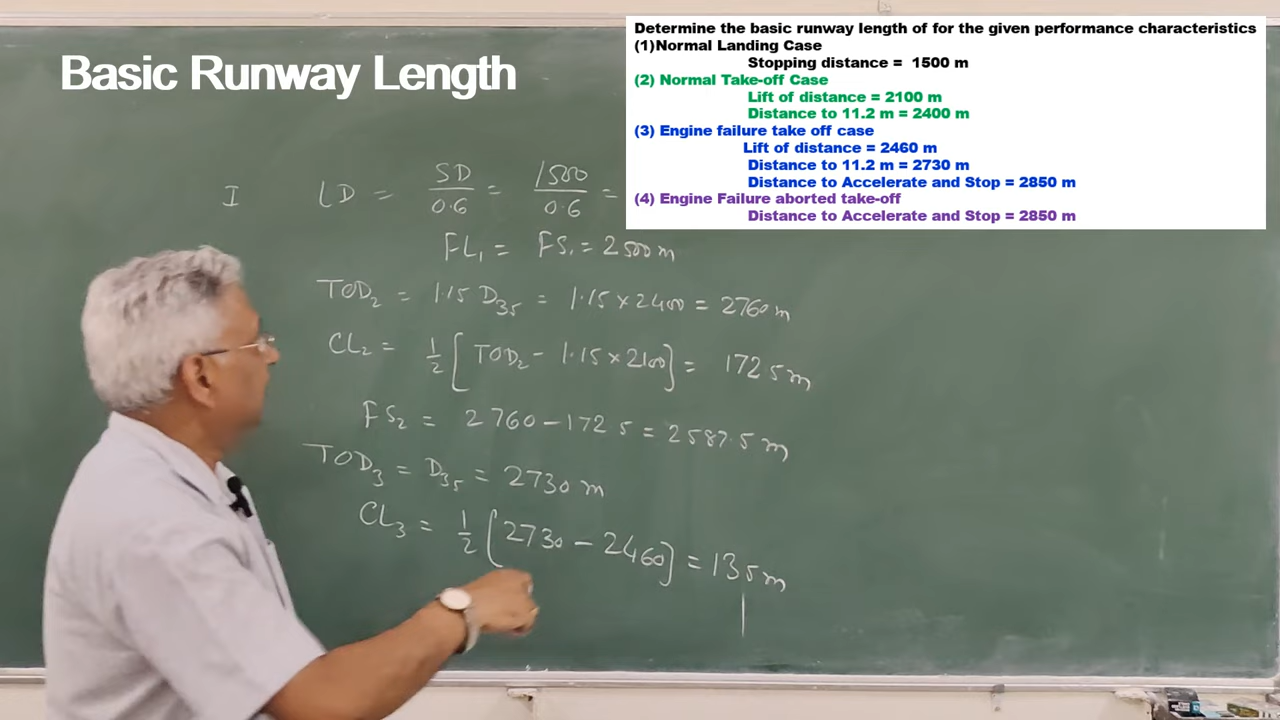 Basic Runway Length
Determine the basic runway length of for the given performance characteristics
(1)Normal Landing Case
Stopping distance = 1500 m
(2) Normal Take-off Case
Lift of distance = 2100 m
Distance to 11.2 m = 2400 m
(3) Engine failure take off case
Lift of distance = 2460 m
Distance to 11.2 m = 2730 m
Distance to Accelerate and Stop = 2850 m
(4) Engine Failure aborted take-off
Distance to Accelerate and Stop = 2850 m
I LD = SD/0.6 = 1500/0.6 =
FL₁ = FS₁ = 2500m
TOD₂ = 1.15 D₃₅ = 1.15 × 2400 = 2760 m
CL₂ = 1/2 [TOD₂ - 1.15 × 2100] = 172 5 m
FS₂ = 2760 - 172 5 = 2587.5 m
TOD₃ = D₃₅ = 2730 m
CL₃ = 1/2 [2730 - 2460] = 135 m